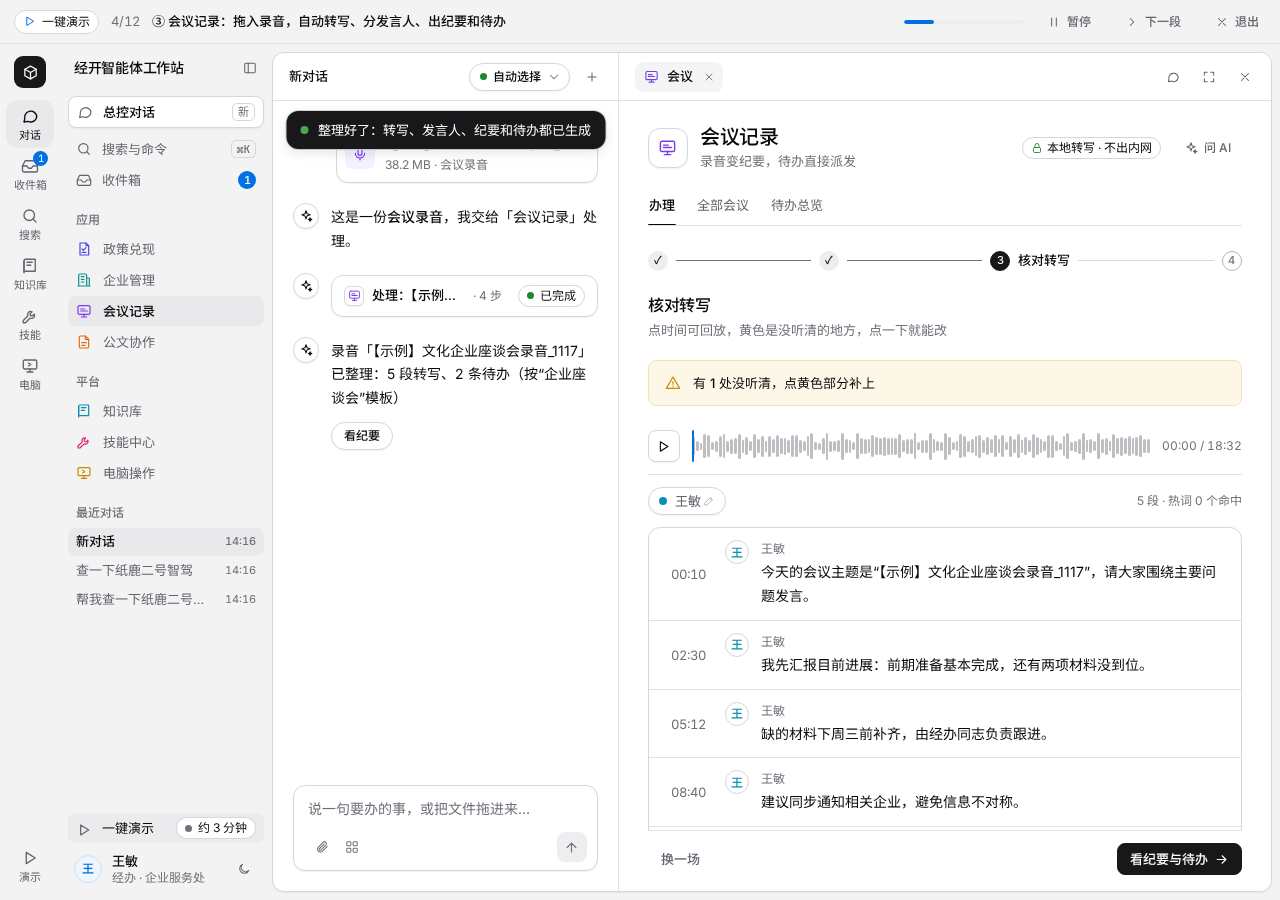 一键演示
4/12
③ 会议记录：拖入录音，自动转写、分发言人、出纪要和待办
暂停
下一段
退出
对话
1
收件箱
搜索
知识库
技能
电脑
演示
经开智能体工作站
总控对话
新
搜索与命令
⌘K
收件箱
1
应用
政策兑现
企业管理
会议记录
公文协作
平台
知识库
技能中心
电脑操作
最近对话
新对话
14:16
查一下纸鹿二号智驾
14:16
帮我查一下纸鹿二号...
14:16
一键演示
约 3 分钟
王
王敏
经办 · 企业服务处
新对话
自动选择
整理好了：转写、发言人、纪要和待办都已生成
38.2 MB · 会议录音
这是一份会议录音，我交给「会议记录」处
理。
处理：【示例...
· 4 步
已完成
录音「【示例】文化企业座谈会录音_1117」
已整理：5 段转写、2 条待办（按“企业座
谈会”模板）
看纪要
说一句要办的事，或把文件拖进来...
会议
会议记录
录音变纪要，待办直接派发
本地转写 · 不出内网
问 AI
办理
全部会议
待办总览
3
核对转写
4
核对转写
点时间可回放，黄色是没听清的地方，点一下就能改
有 1 处没听清，点黄色部分补上
00:00 / 18:32
王敏
5 段 · 热词 0 个命中
00:10
王
王敏
今天的会议主题是“【示例】文化企业座谈会录音_1117”，请大家围绕主要问
题发言。
02:30
王
王敏
我先汇报目前进展：前期准备基本完成，还有两项材料没到位。
05:12
王
王敏
缺的材料下周三前补齐，由经办同志负责跟进。
08:40
王
王敏
建议同步通知相关企业，避免信息不对称。
换一场
看纪要与待办